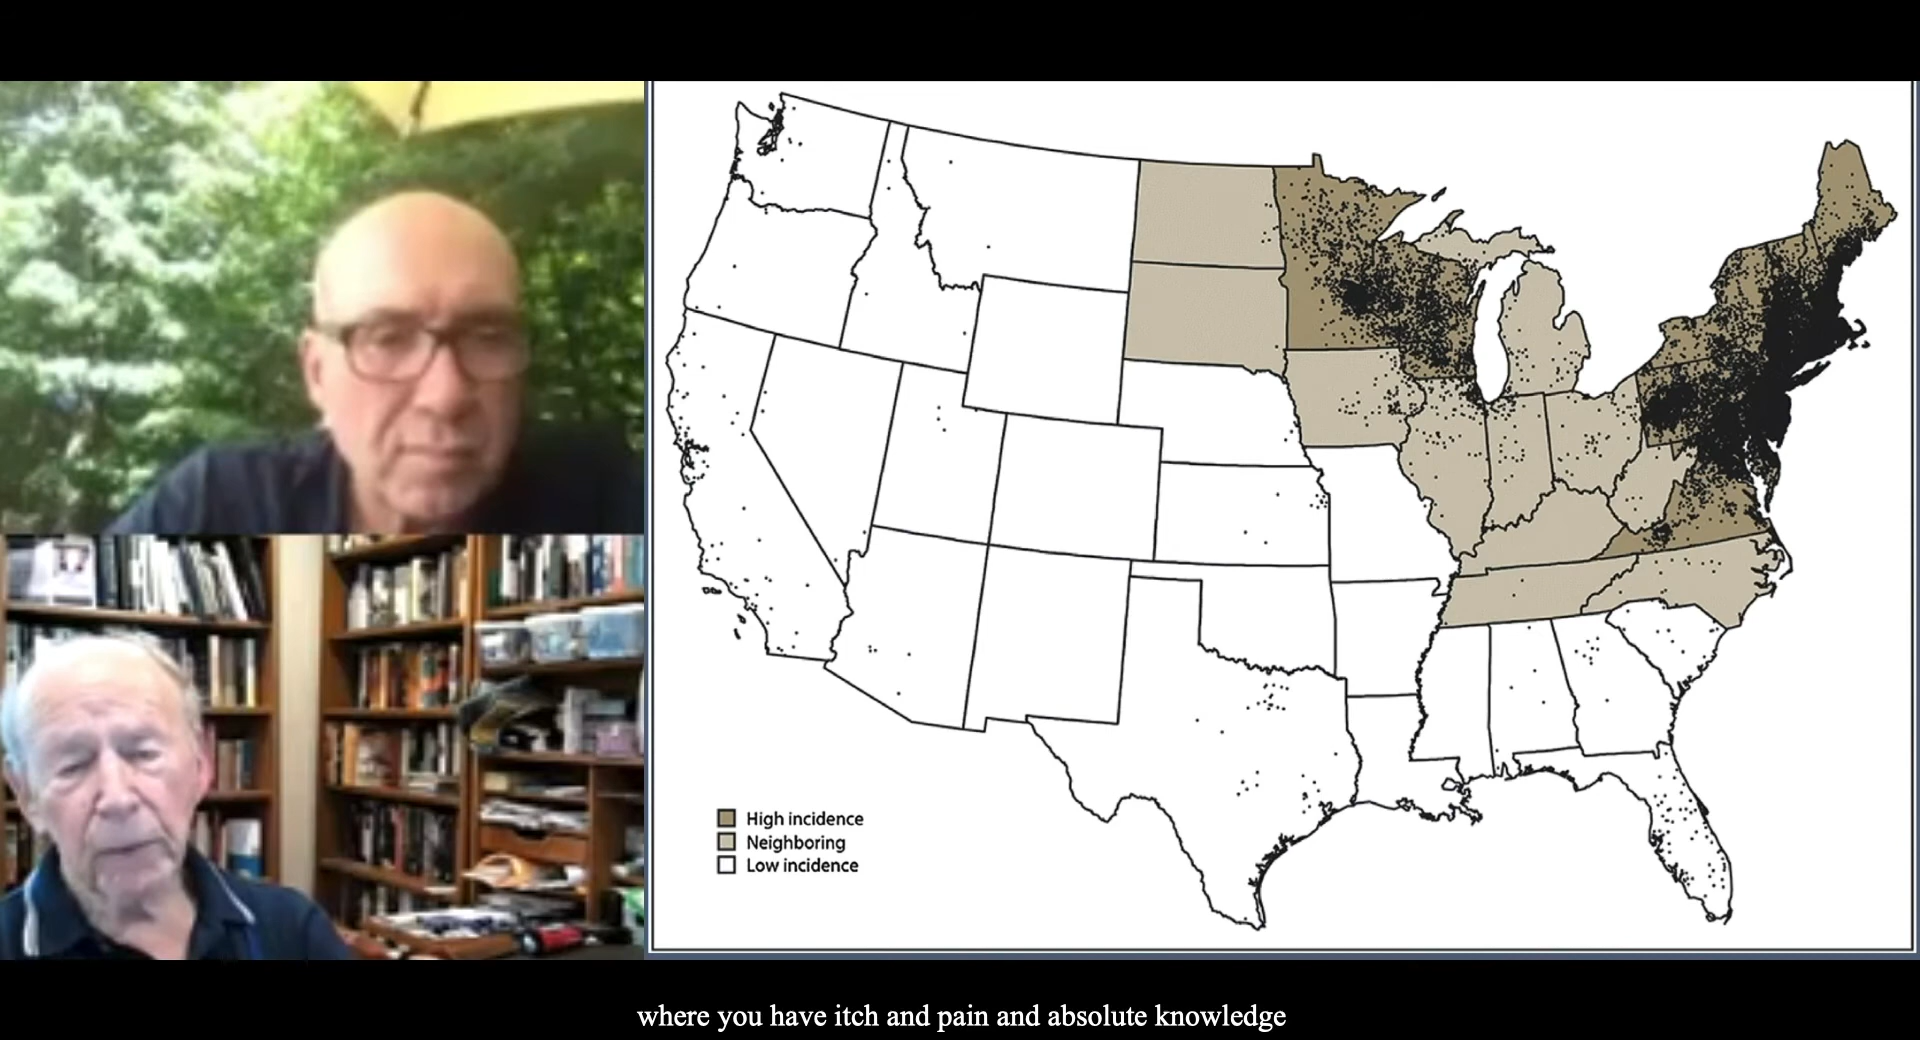 High incidence
Neighboring
Low incidence
where you have itch and pain and absolute knowledge